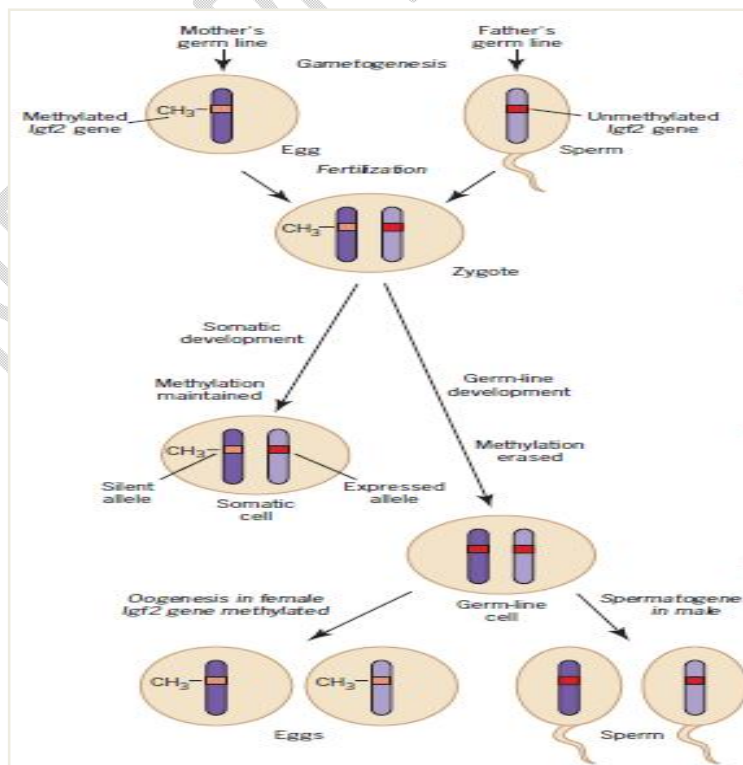 Mother's
germ line
Father's
germ line
Gametogenesis
CH3
Methylated
Igf2 gene
Unmethylated
Igf2 gene
Egg
Sperm
Fertilization
CH3
Zygote
Somatic
development
Methylation
maintained
Germ-line
development
Methylation
erased
CH3
Silent
allele
Expressed
allele
Somatic
cell
Oogenesis in female
Igf2 gene methylated
Germ-line
cell
Spermatogene
in male
CH3
CH3
Eggs
Sperm